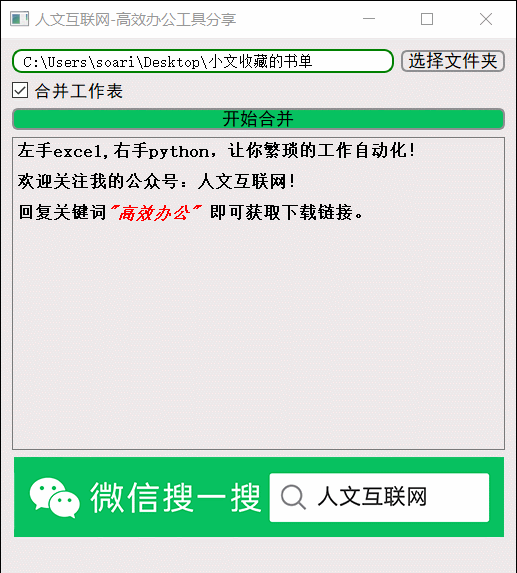 人文互联网-高效办公工具分享
C:\Users\soari\Desktop\小文收藏的书单
选择文件夹
合并工作表
开始合并
左手excel,右手python，让你繁琐的工作自动化!
欢迎关注我的公众号：人文互联网!
回复关键词"高效办公" 即可获取下载链接。
微信搜一搜
人文互联网